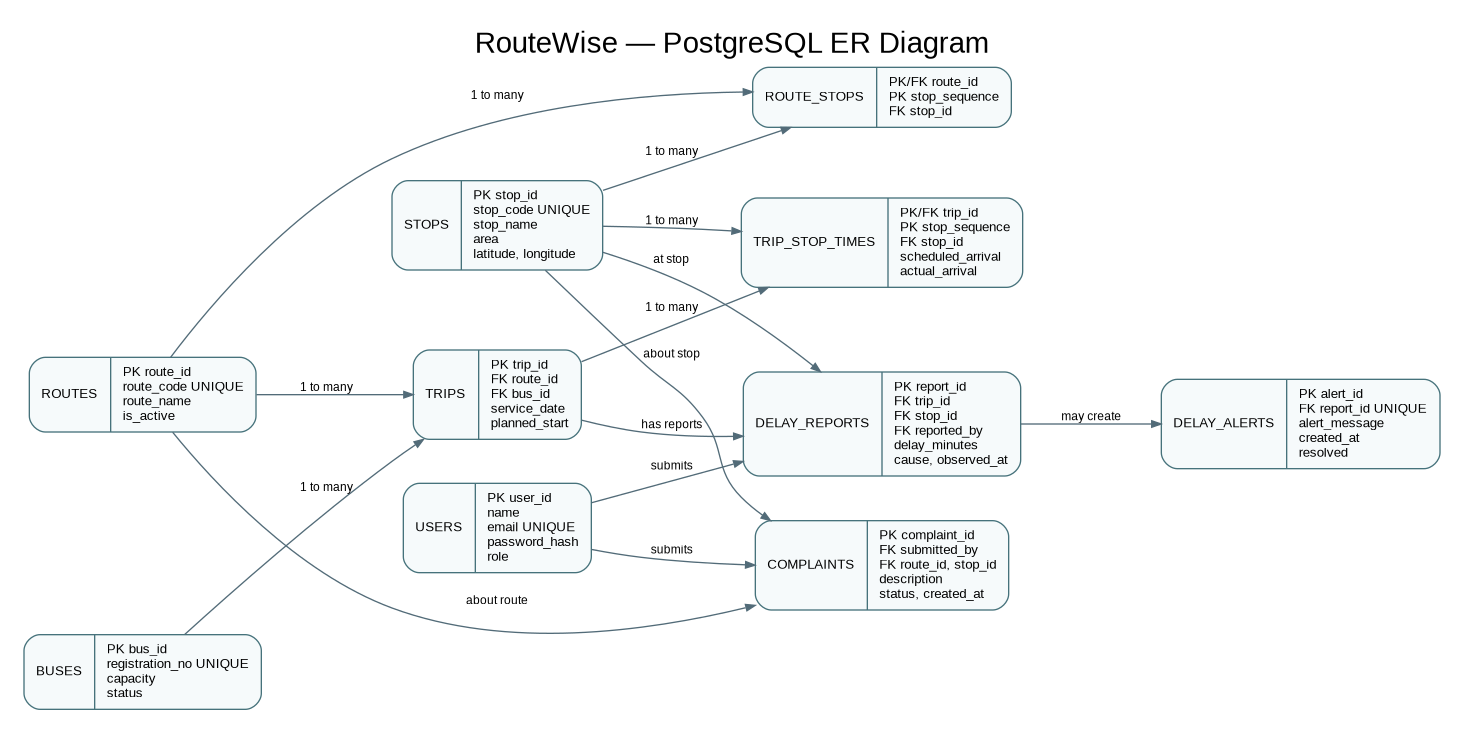 RouteWise — PostgreSQL ER Diagram
ROUTES
PK route_id
route_code UNIQUE
route_name
is_active
BUSES
PK bus_id
registration_no UNIQUE
capacity
status
STOPS
PK stop_id
stop_code UNIQUE
stop_name
area
latitude, longitude
TRIPS
PK trip_id
FK route_id
FK bus_id
service_date
planned_start
USERS
PK user_id
name
email UNIQUE
password_hash
role
ROUTE_STOPS
PK/FK route_id
PK stop_sequence
FK stop_id
TRIP_STOP_TIMES
PK/FK trip_id
PK stop_sequence
FK stop_id
scheduled_arrival
actual_arrival
DELAY_REPORTS
PK report_id
FK trip_id
FK stop_id
FK reported_by
delay_minutes
cause, observed_at
COMPLAINTS
PK complaint_id
FK submitted_by
FK route_id, stop_id
description
status, created_at
DELAY_ALERTS
PK alert_id
FK report_id UNIQUE
alert_message
created_at
resolved
1 to many
1 to many
1 to many
about route
1 to many
1 to many
at stop
1 to many
about stop
has reports
submits
submits
may create